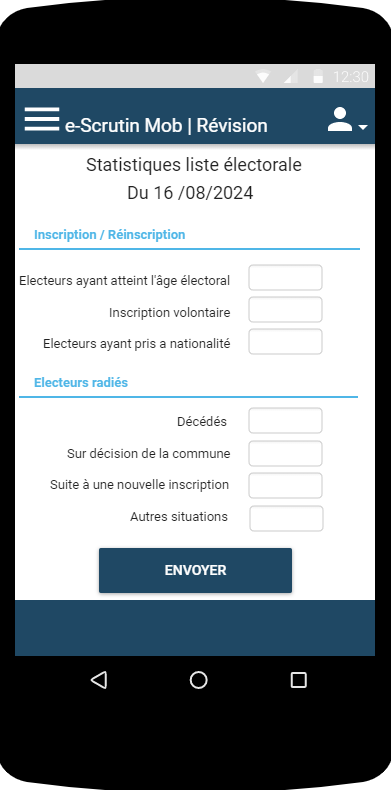 12:30
e-Scrutin Mob | Révision
Statistiques liste électorale
Du 16 /08/2024
Inscription / Réinscription
Electeurs ayant atteint l'âge électoral
Inscription volontaire
Electeurs ayant pris a nationalité
Electeurs radiés
Décédés
Sur décision de la commune
Suite à une nouvelle inscription
Autres situations
ENVOYER